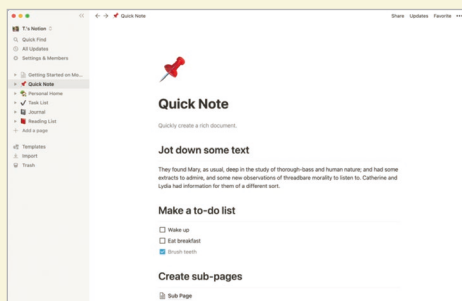 T.'s Notion
Quick Find
All Updates
Settings & Members
Getting Started on Mo...
Quick Note
Personal Home
Task List
Journal
Reading List
Add a page
Templates
Import
Trash
Quick Note
Share Updates Favorite
Quick Note
Quickly create a rich document.
Jot down some text
They found Mary, as usual, deep in the study of thorough-bass and human nature; and had some
extracts to admire, and some new observations of threadbare morality to listen to. Catherine and
Lydia had information for them of a different sort.
Make a to-do list
Wake up
Eat breakfast
Brush teeth
Create sub-pages
Sub Page